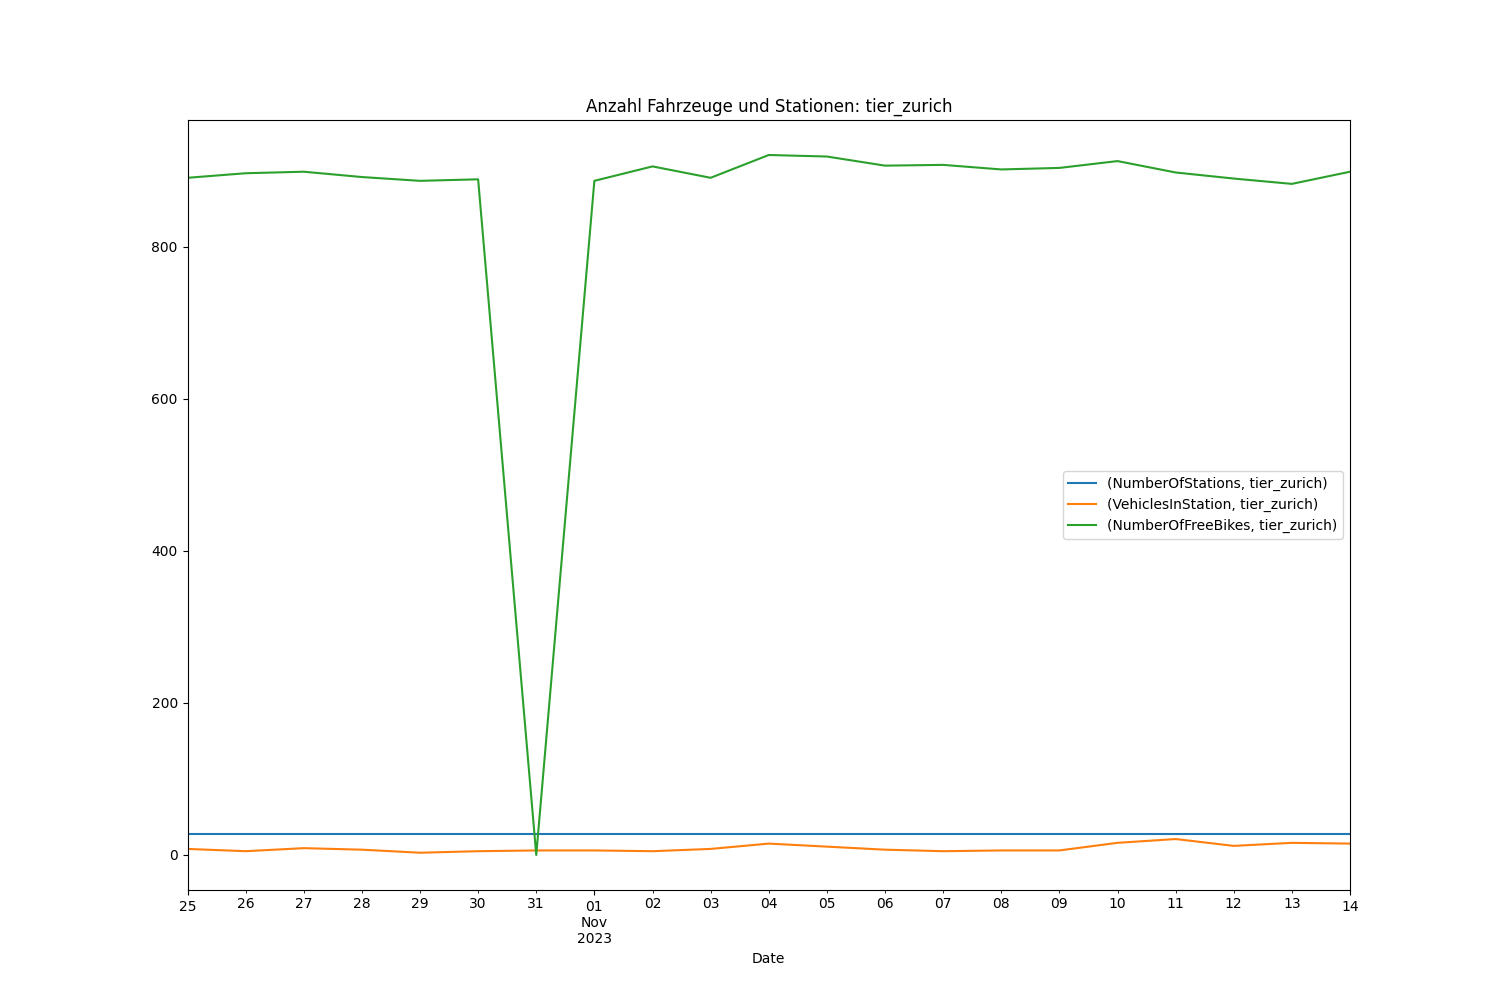 Anzahl Fahrzeuge und Stationen: tier_zurich
800
600
400
200
0
(NumberOfStations, tier_zurich)
(VehiclesInStation, tier_zurich)
(NumberOfFreeBikes, tier_zurich)
25 26 27 28 29 30 31 01 02 03 04 05 06 07 08 09 10 11 12 13 14
Nov
2023
Date